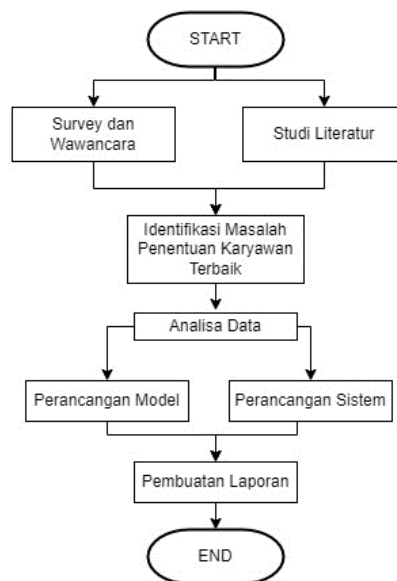 START
Survey dan
Wawancara
Studi Literatur
Identifikasi Masalah
Penentuan Karyawan
Terbaik
Analisa Data
Perancangan Model
Perancangan Sistem
Pembuatan Laporan
END